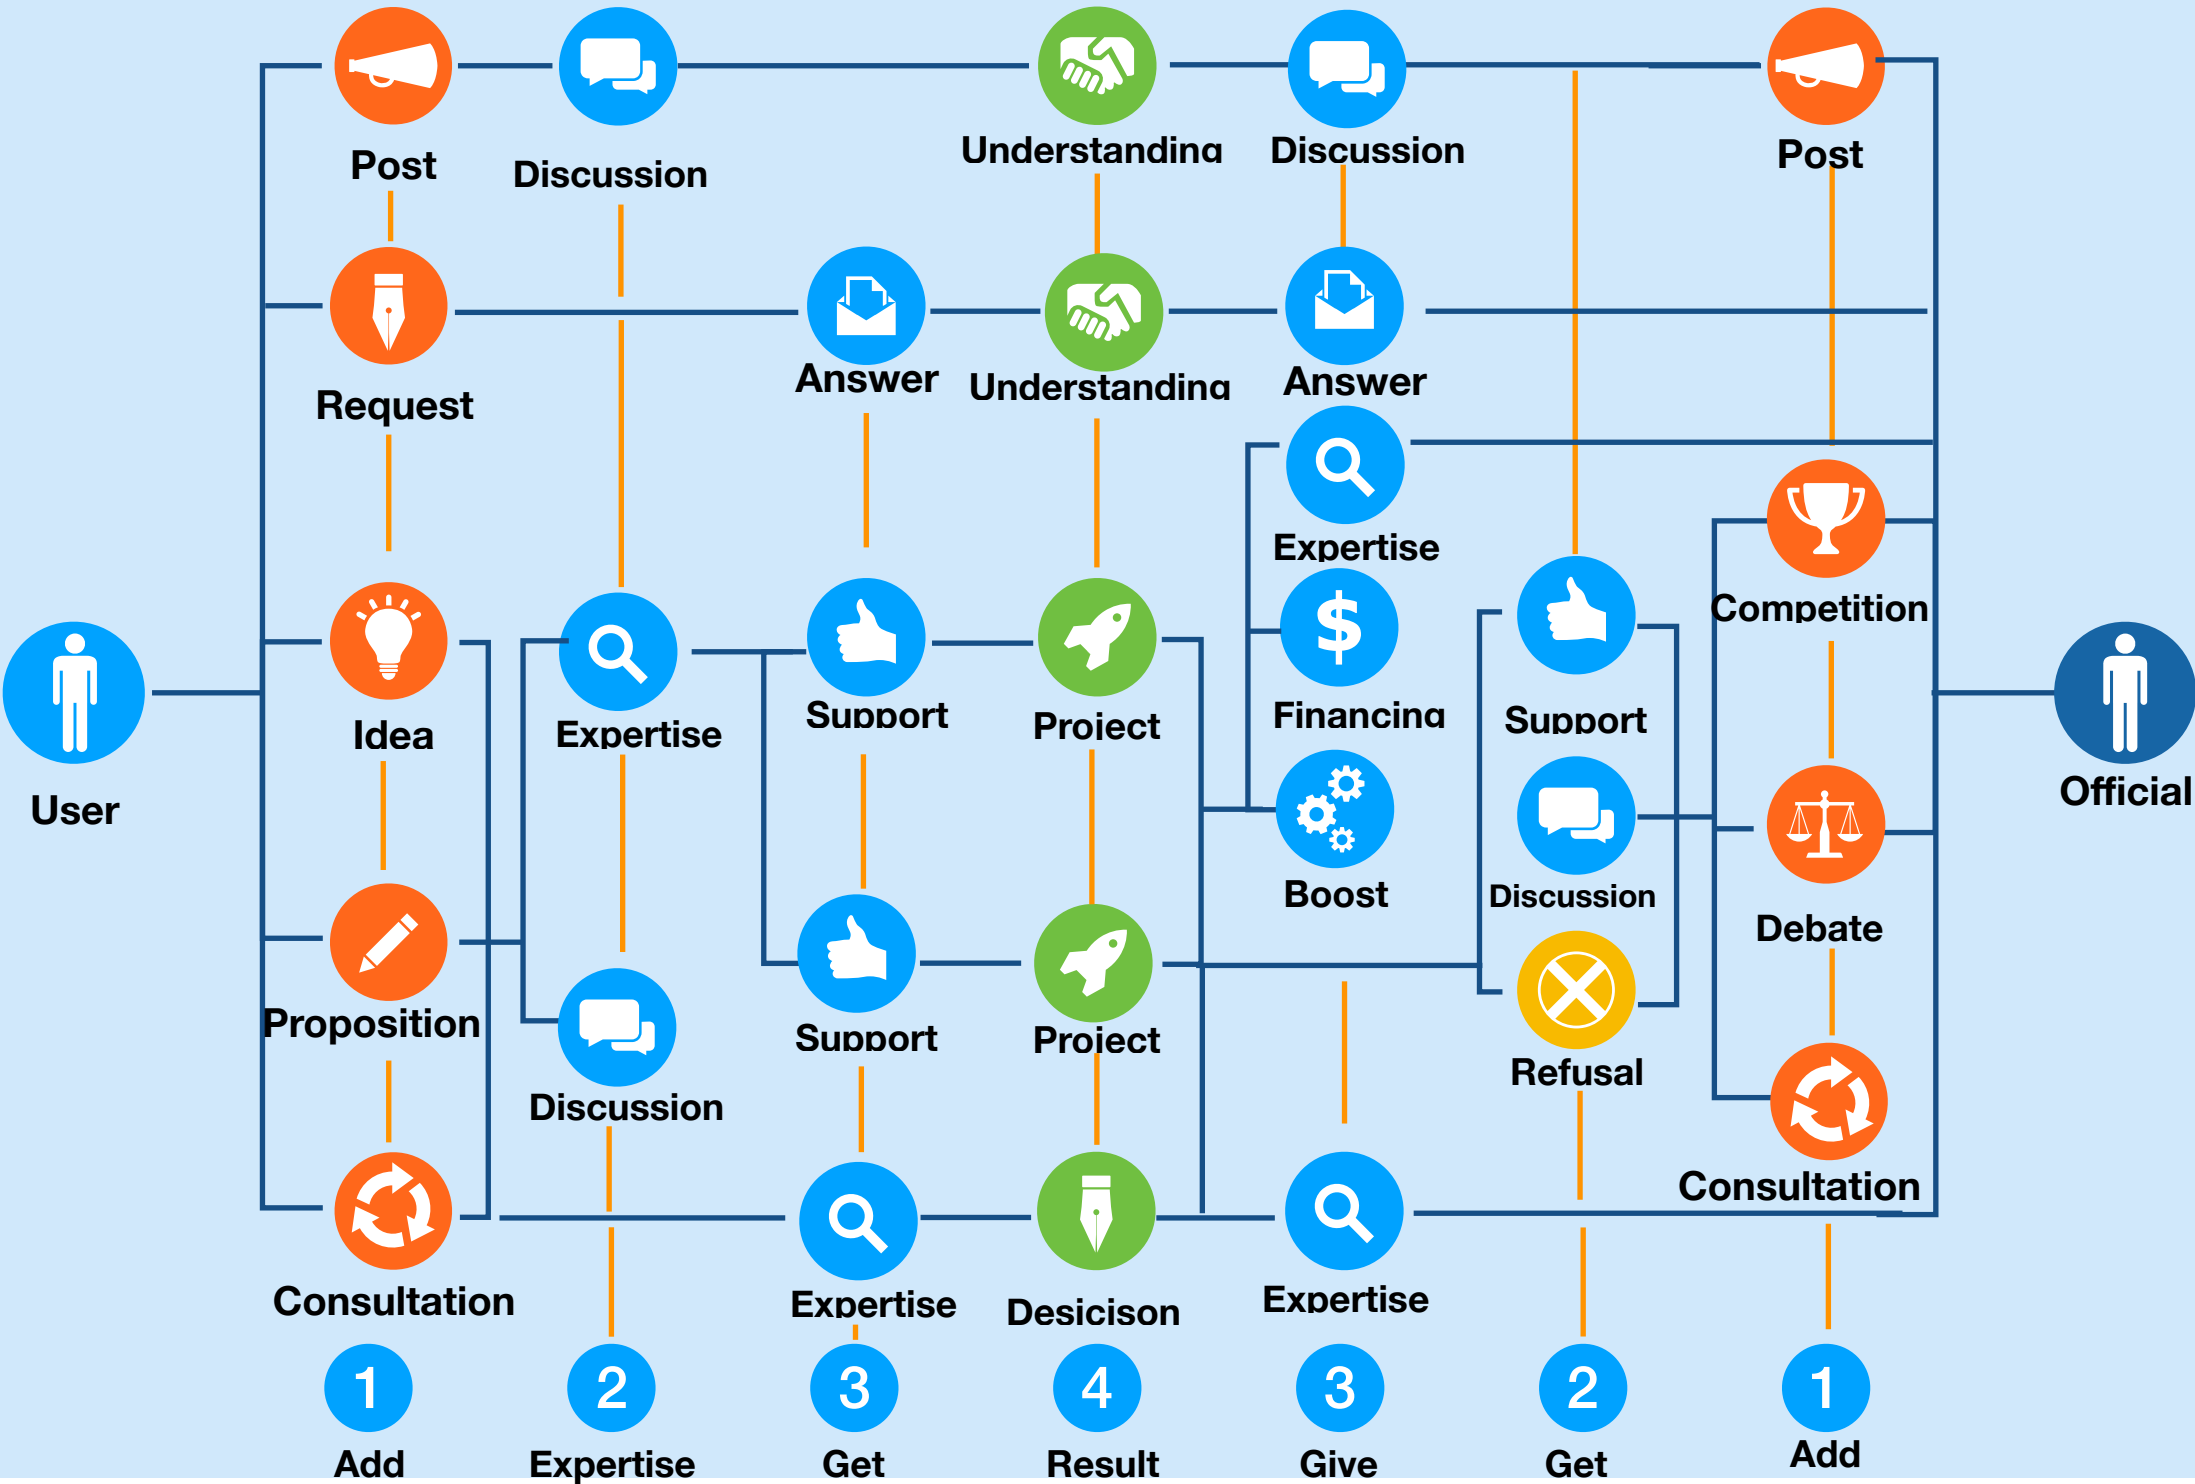 Post
Discussion
Understanding
Discussion
Post
Request
Answer
Understanding
Answer
Expertise
Competition
User
Idea
Expertise
Support
Project
$
Financing
Support
Official
Boost
Discussion
Debate
Proposition
Discussion
Support
Project
Refusal
Consultation
Consultation
Expertise
Desicison
Expertise
1
2
3
4
3
2
1
Add
Expertise
Get
Result
Give
Get
Add